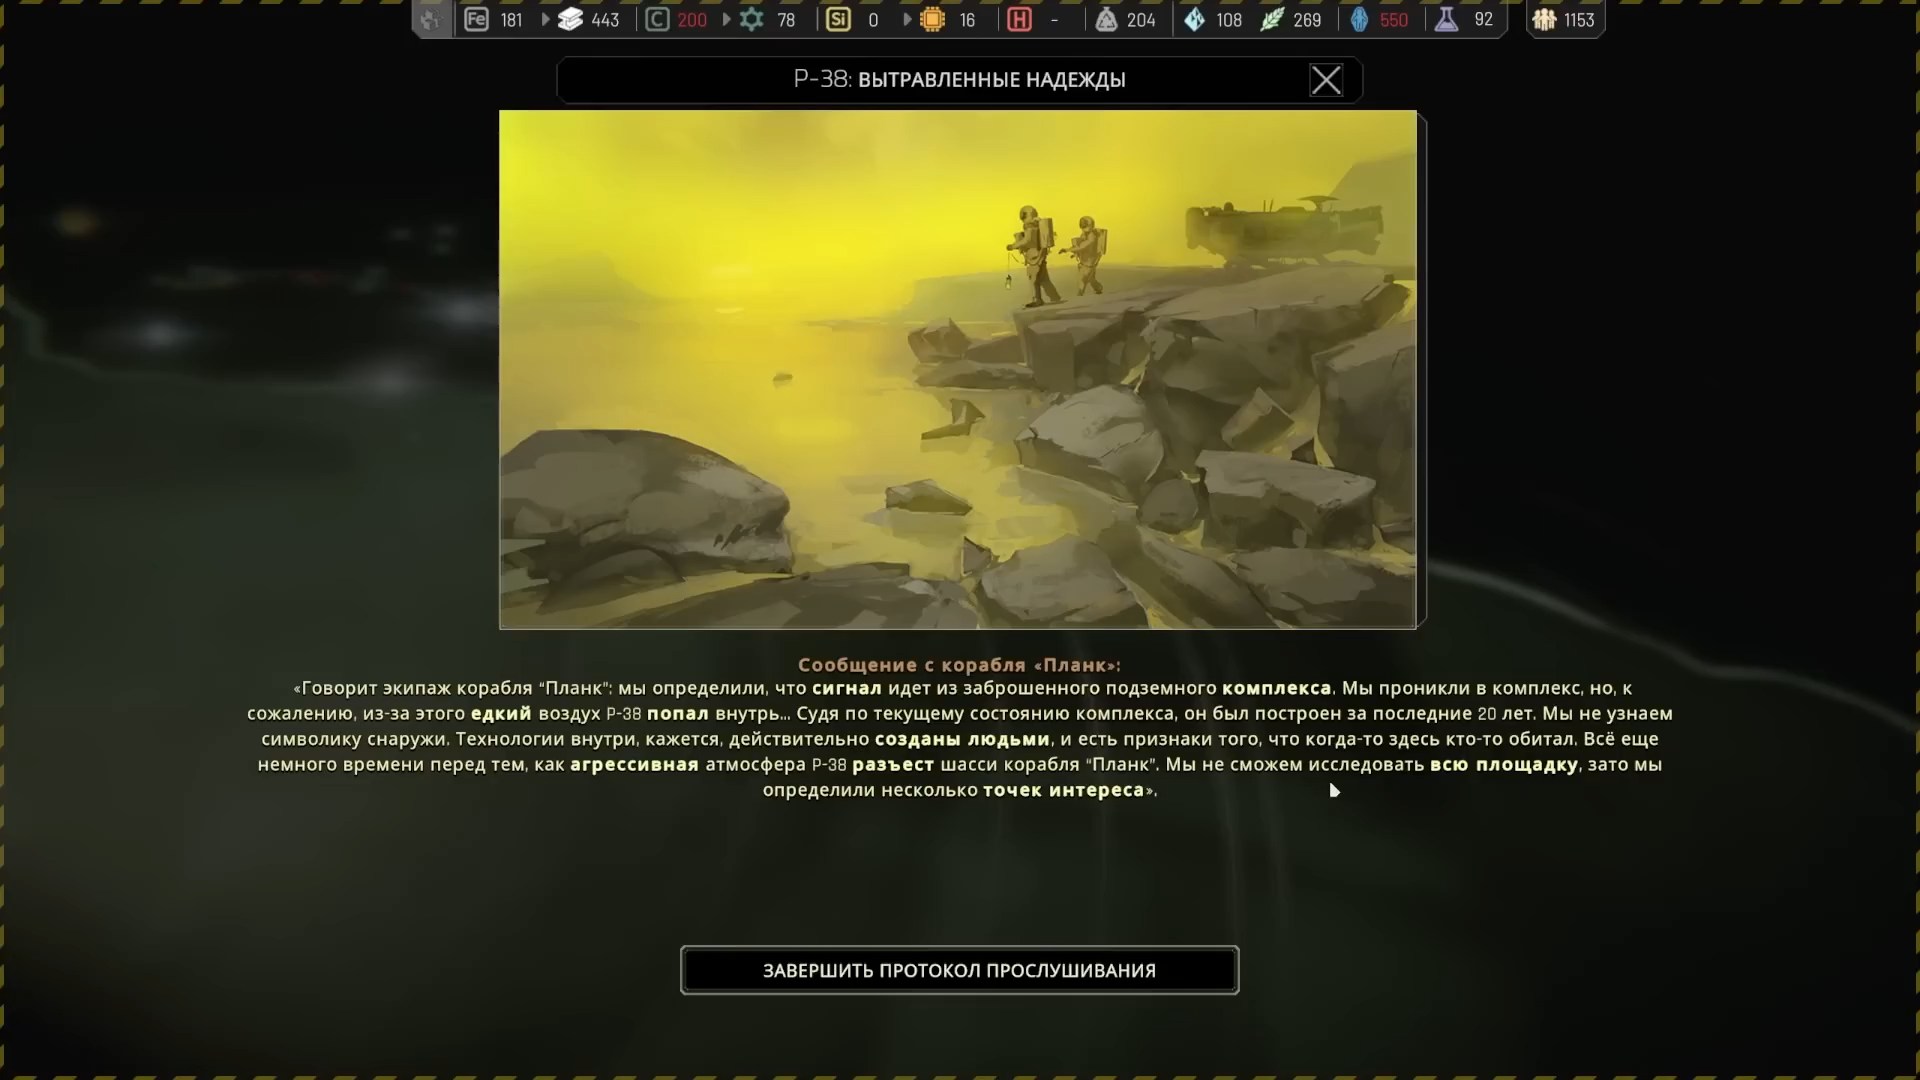 Fe 181 443 C 200 78 Si 0 16 H - 204 108 269 550 92 1153
P-38: ВЫТРАВЛЕННЫЕ НАДЕЖДЫ
Сообщение с корабля «Планк»:
«Говорит экипаж корабля "Планк": мы определили, что сигнал идет из заброшенного подземного комплекса. Мы проникли в комплекс, но, к
сожалению, из-за этого едкий воздух P-38 попал внутрь... Судя по текущему состоянию комплекса, он был построен за последние 20 лет. Мы не узнаем
символику снаружи. Технологии внутри, кажется, действительно созданы людьми, и есть признаки того, что когда-то здесь кто-то обитал. Всё еще
немного времени перед тем, как агрессивная атмосфера P-38 разъест шасси корабля "Планк". Мы не сможем исследовать всю площадку, зато мы
определили несколько точек интереса».
ЗАВЕРШИТЬ ПРОТОКОЛ ПРОСЛУШИВАНИЯ